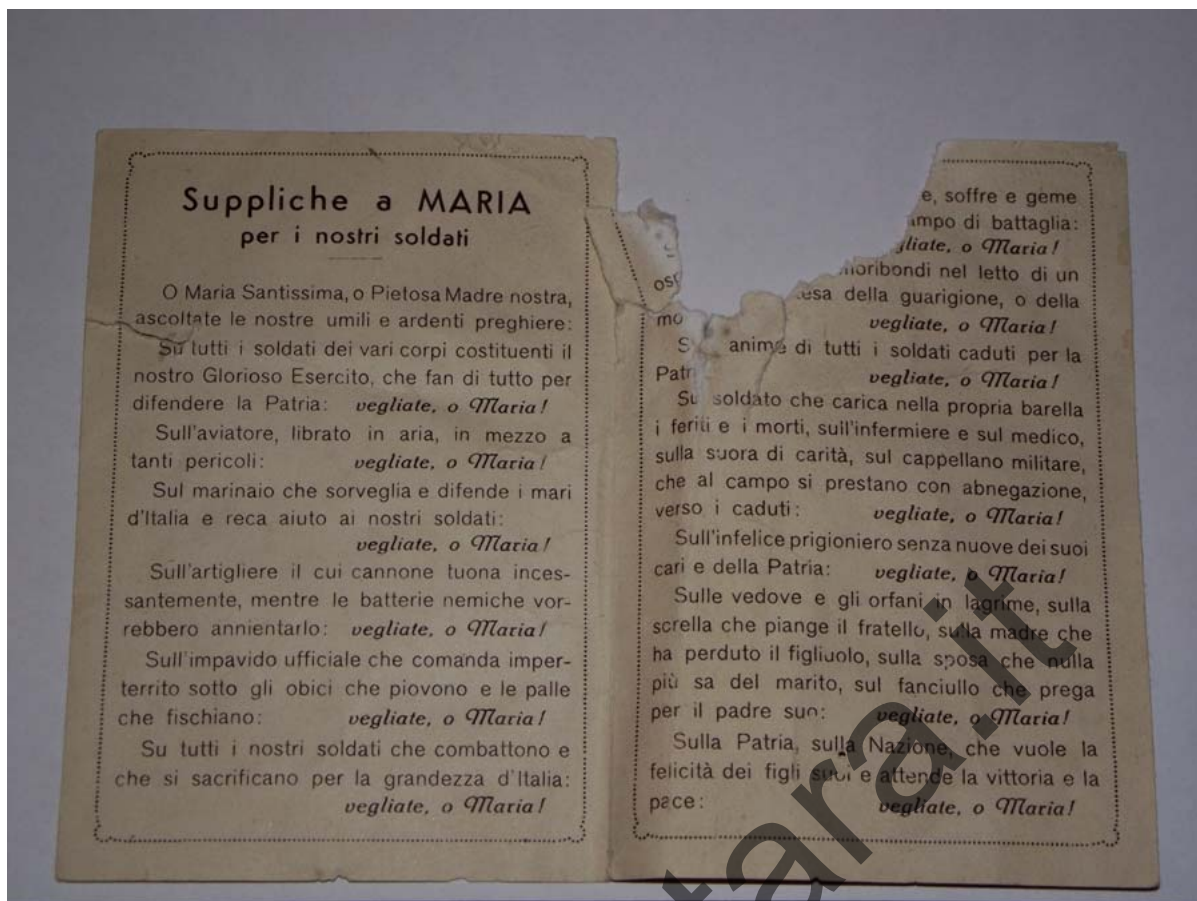 Suppliche a MARIA
per i nostri soldati
O Maria Santissima, o Pietosa Madre nostra,
ascoltate le nostre umili e ardenti preghiere:
Su tutti i soldati dei vari corpi costituenti il
nostro Glorioso Esercito, che fan di tutto per
difendere la Patria: vegliate, o Maria!
Sull'aviatore, librato in aria, in mezzo a
tanti pericoli: vegliate, o Maria!
Sul marinaio che sorveglia e difende i mari
d'Italia e reca aiuto ai nostri soldati:
vegliate, o Maria!
Sull'artigliere il cui cannone tuona inces-
santemente, mentre le batterie nemiche vor-
rebbero annientarlo: vegliate, o Maria!
Sull'impavido ufficiale che comanda imper-
territo sotto gli obici che piovono e le palle
che fischiano: vegliate, o Maria!
Su tutti i nostri soldati che combattono e
che si sacrificano per la grandezza d'Italia:
vegliate, o Maria!
e, soffre e geme
di battaglia:
o Maria!
nel letto di un
della guarigione, o della
vegliate, o Maria!
anime di tutti i soldati caduti per la
vegliate, o Maria!
soldato che carica nella propria barella
i feriti e i morti, sull'infermiere e sul medico,
sulla suora di carità, sul cappellano militare,
che al campo si prestano con abnegazione,
verso i caduti: vegliate, o Maria!
Sull'infelice prigioniero senza nuove dei suoi
cari e della Patria: vegliate, o Maria!
Sulle vedove e gli orfani in lagrime, sulla
scrella che piange il fratello, sulla madre che
ha perduto il figliuolo, sulla sposa che nulla
più sa del marito, sul fanciullo che prega
per il padre suo: vegliate, o Maria!
Sulla Patria, sulla Nazione, che vuole la
felicità dei figli suoi e attende la vittoria e la
pace: vegliate, o Maria!